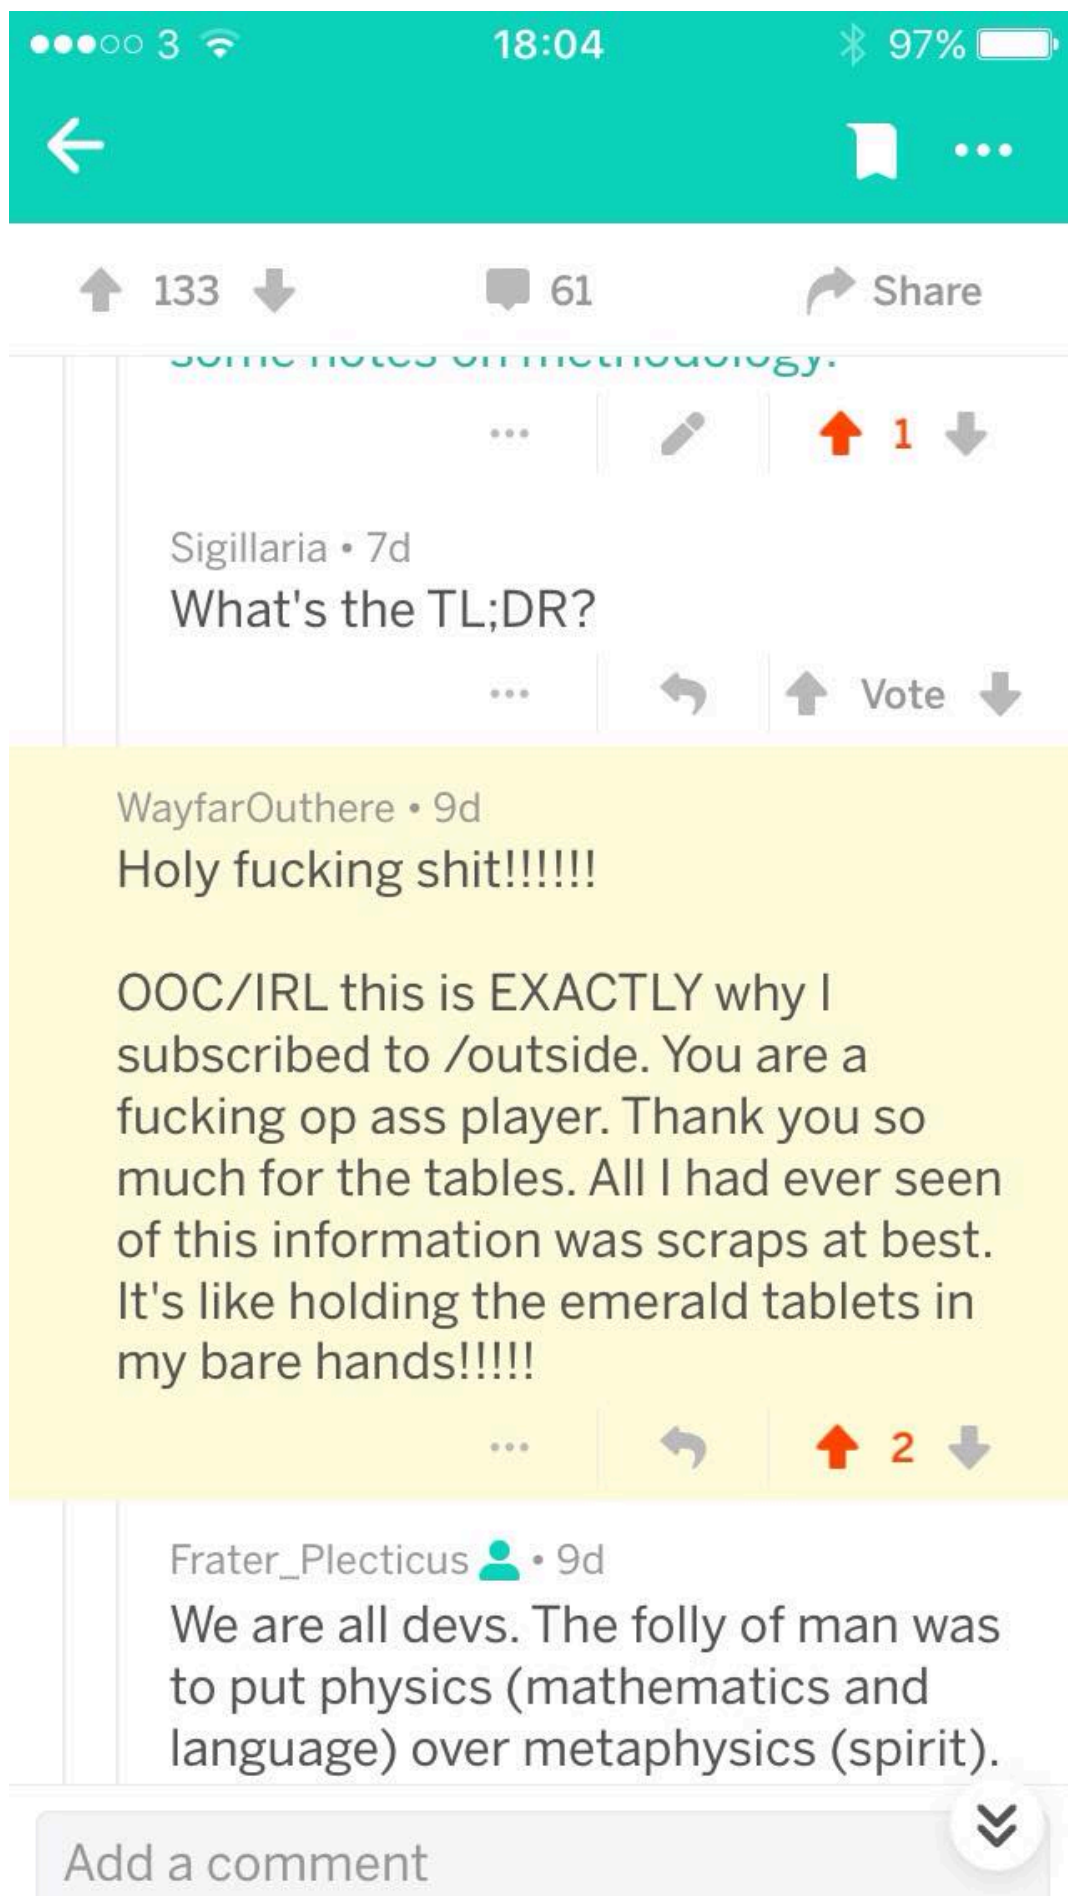 3 18:04 97%
133 61 Share
some notes on methodology.
1
Sigillaria • 7d
What's the TL;DR?
Vote
WayfarOuthere • 9d
Holy fucking shit!!!!!!
OOC/IRL this is EXACTLY why I
subscribed to /outside. You are a
fucking op ass player. Thank you so
much for the tables. All I had ever seen
of this information was scraps at best.
It's like holding the emerald tablets in
my bare hands!!!!!
2
Frater_Plecticus • 9d
We are all devs. The folly of man was
to put physics (mathematics and
language) over metaphysics (spirit).
Add a comment